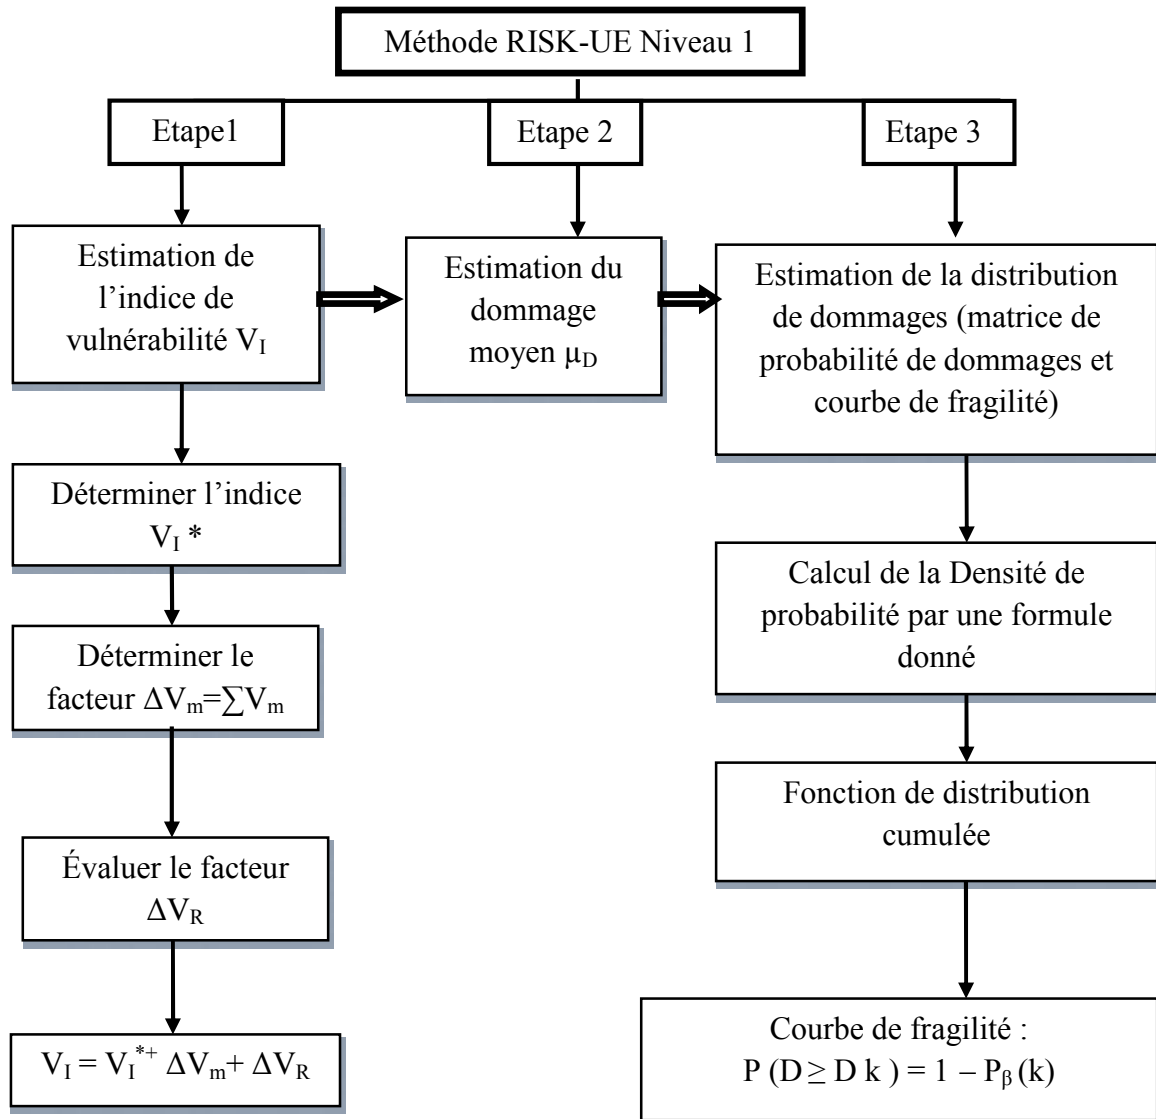 Méthode RISK-UE Niveau 1
Etape1
Etape 2
Etape 3
Estimation de
l’indice de
vulnérabilité V_I
Estimation du
dommage
moyen µ_D
Estimation de la distribution
de dommages (matrice de
probabilité de dommages et
courbe de fragilité)
Déterminer l’indice
V_I *
Déterminer le
facteur ΔV_m=∑V_m
Évaluer le facteur
ΔV_R
V_I = V_I^*+ ΔV_m+ ΔV_R
Calcul de la Densité de
probabilité par une formule
donné
Fonction de distribution
cumulée
Courbe de fragilité :
P (D ≥ D k ) = 1 – P_β (k)